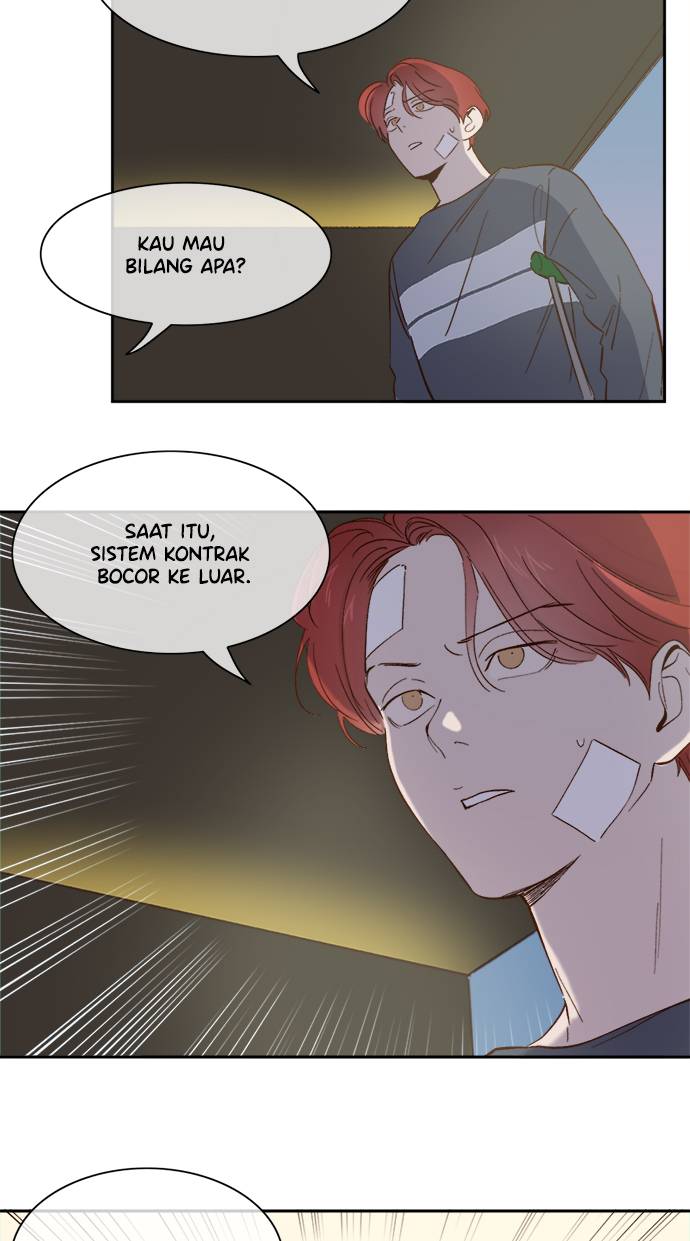 KAU MAU
BILANG APA?
SAAT ITU,
SISTEM KONTRAK
BOCOR KE LUAR.